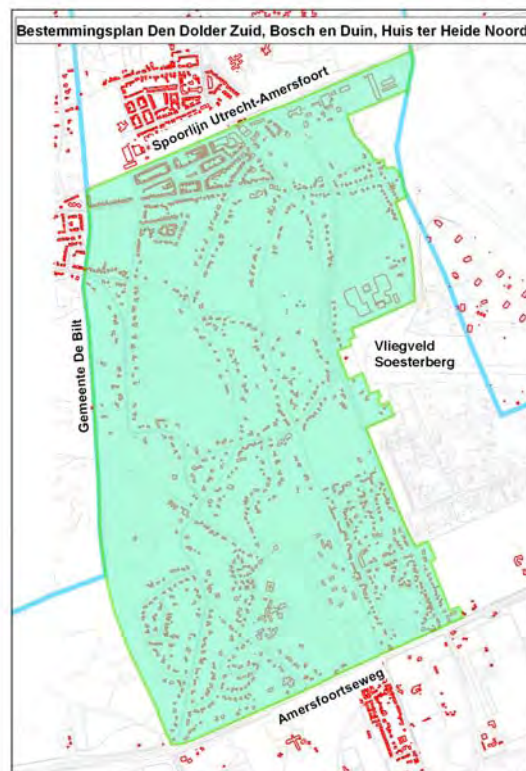 Bestemmingsplan Den Dolder Zuid, Bosch en Duin, Huis ter Heide Noord
Spoorlijn Utrecht-Amersfoort
Gemeente De Bilt
Vliegveld
Soesterberg
Amersfoortseweg